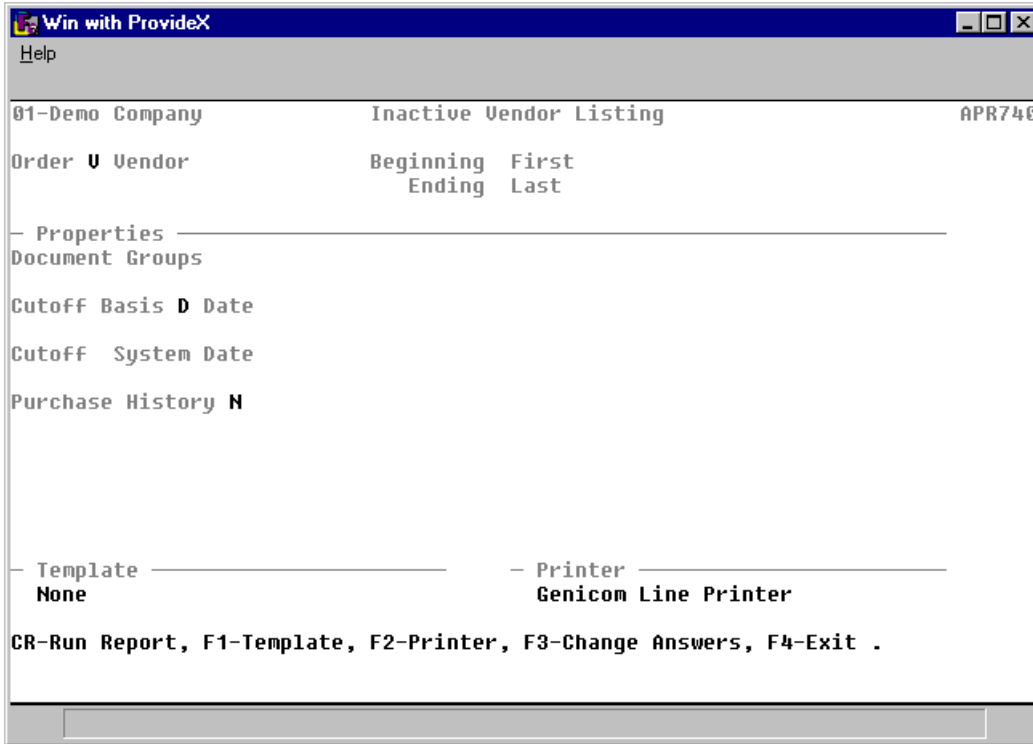 Win with ProvideX
Help
01-Demo Company Inactive Vendor Listing APR740
Order V Vendor Beginning First
Ending Last
Properties
Document Groups
Cutoff Basis D Date
Cutoff System Date
Purchase History N
Template Printer
None Genicom Line Printer
CR-Run Report, F1-Template, F2-Printer, F3-Change Answers, F4-Exit .